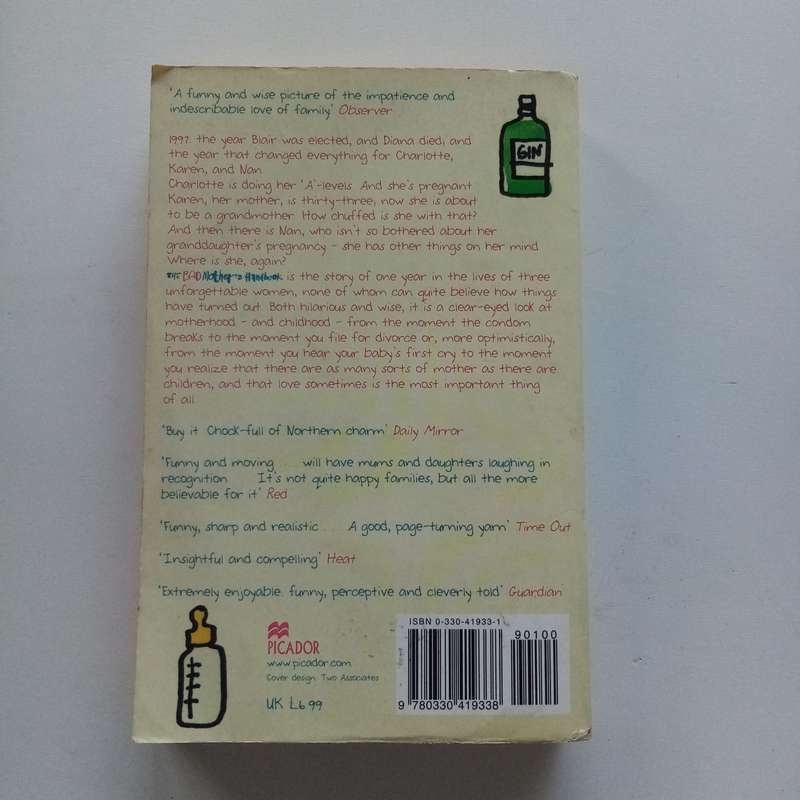 'A funny and wise picture of the impatience and
indescribable love of family' Observer
GIN
1997: the year Blair was elected, and Diana died, and
the year that changed everything for Charlotte,
Karen, and Nan.
Charlotte is doing her 'A'-levels. And she's pregnant.
Karen, her mother, is thirty-three; now she is about
to be a grandmother. How chuffed is she with that?
And then there is Nan, who isn't so bothered about her
granddaughter's pregnancy – she has other things on her mind.
Where is she, again?
THE BAD Mother's Handbook is the story of one year in the lives of three
unforgettable women, none of whom can quite believe how things
have turned out. Both hilarious and wise, it is a clear-eyed look at
motherhood – and childhood – from the moment the condom
breaks to the moment you file for divorce or, more optimistically,
from the moment you hear your baby's first cry to the moment
you realize that there are as many sorts of mother as there are
children, and that love sometimes is the most important thing
of all.
'Buy it. Chock-full of Northern charm' Daily Mirror
'Funny and moving . . . will have mums and daughters laughing in
recognition . . . It's not quite happy families, but all the more
believable for it' Red
'Funny, sharp and realistic . . . A good, page-turning yarn' Time Out
'Insightful and compelling' Heat
'Extremely enjoyable: funny, perceptive and cleverly told' Guardian
PICADOR
www.picador.com
Cover design: Two Associates
UK £6.99
ISBN 0-330-41933-1
90100
9 780330 419338